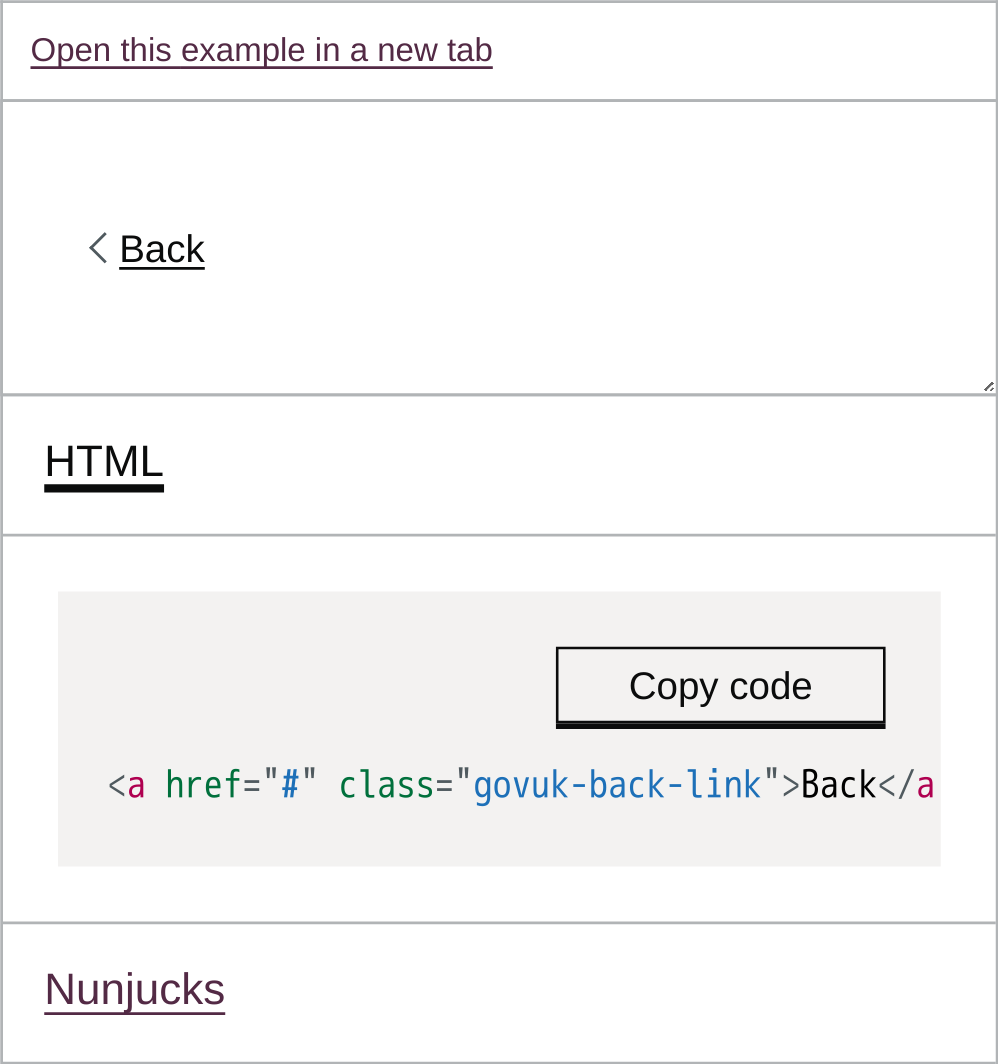 Open this example in a new tab
Back
HTML
Copy code
<a href="#" class="govuk-back-link">Back</a
Nunjucks